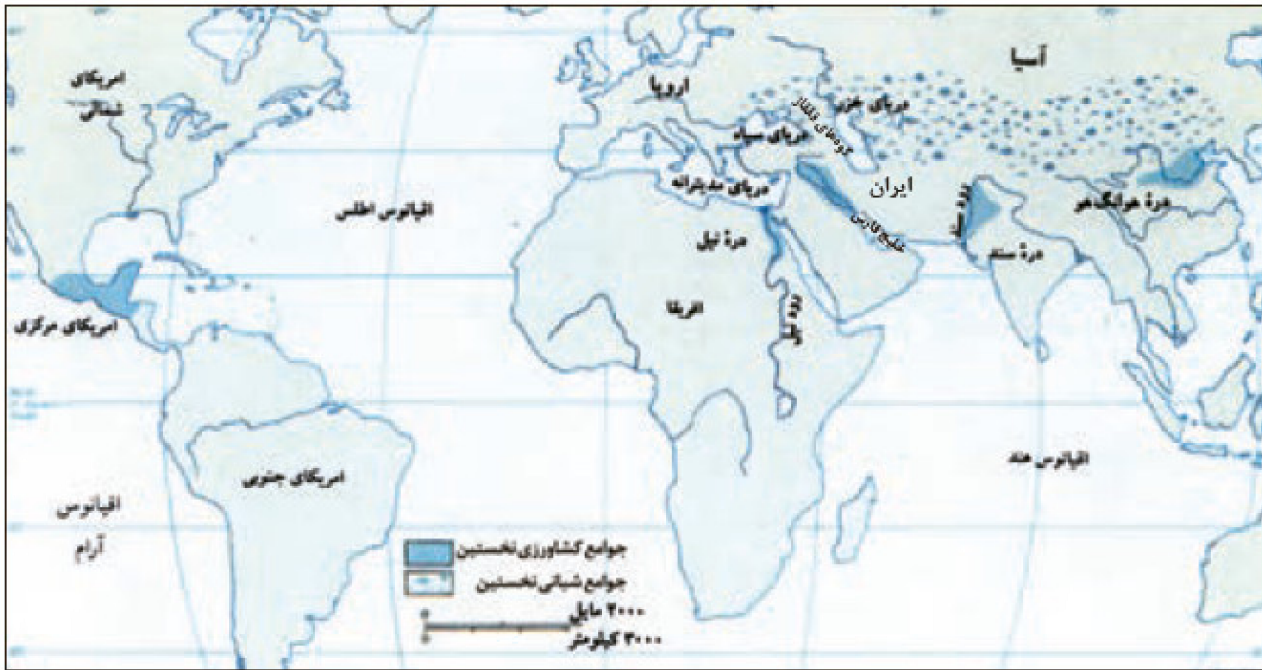 امریکای
شمالی
اقیانوس اطلس
امریکای مرکزی
امریکای جنوبی
اقیانوس
آرام
اروپا
آسیا
دریای خزر
کوه‌های قفقاز
دریای سیاه
دریای مدیترانه
ایران
خلیج فارس
درهٔ نیل
رود نیل
افریقا
رود سند
درهٔ سند
درهٔ هوانگ‌هو
اقیانوس هند
جوامع کشاورزی نخستین
جوامع شبانی نخستین
۲۰۰۰ مایل
۳۰۰۰ کیلومتر